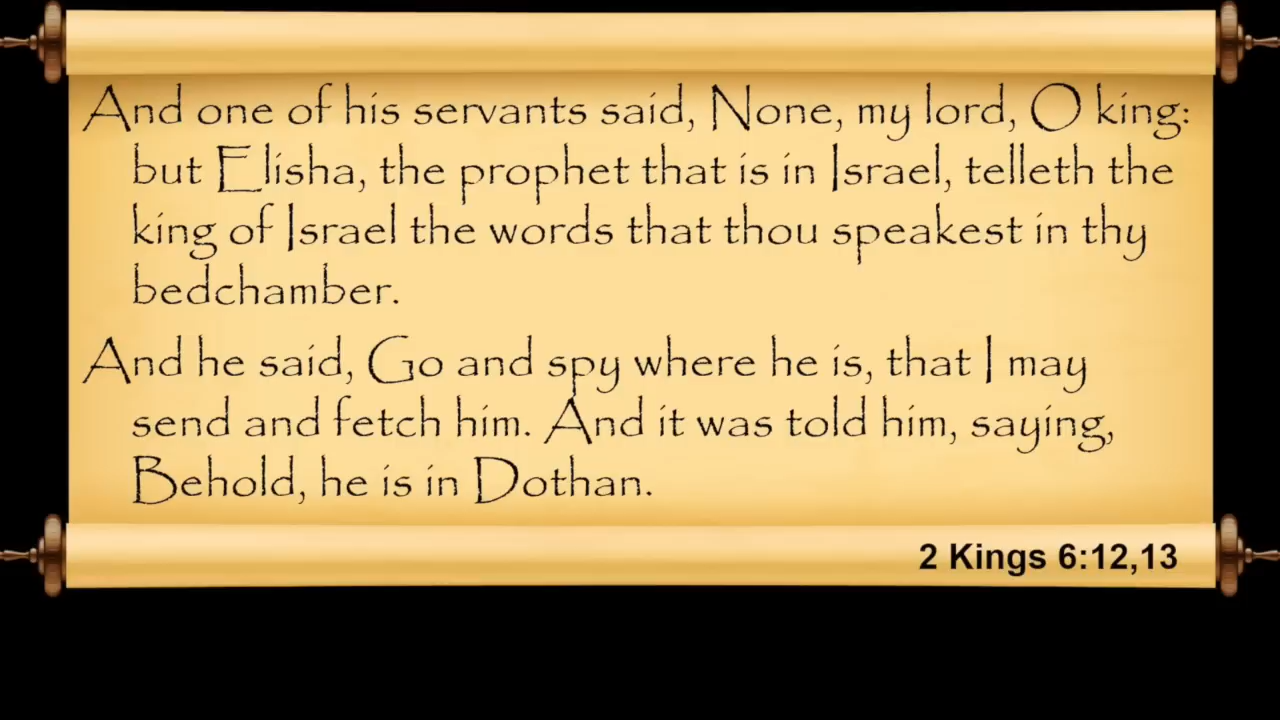 And one of his servants said, None, my lord, O king:
but Elisha, the prophet that is in Israel, telleth the
king of Israel the words that thou speakest in thy
bedchamber.
And he said, Go and spy where he is, that I may
send and fetch him. And it was told him, saying,
Behold, he is in Dothan.
2 Kings 6:12,13